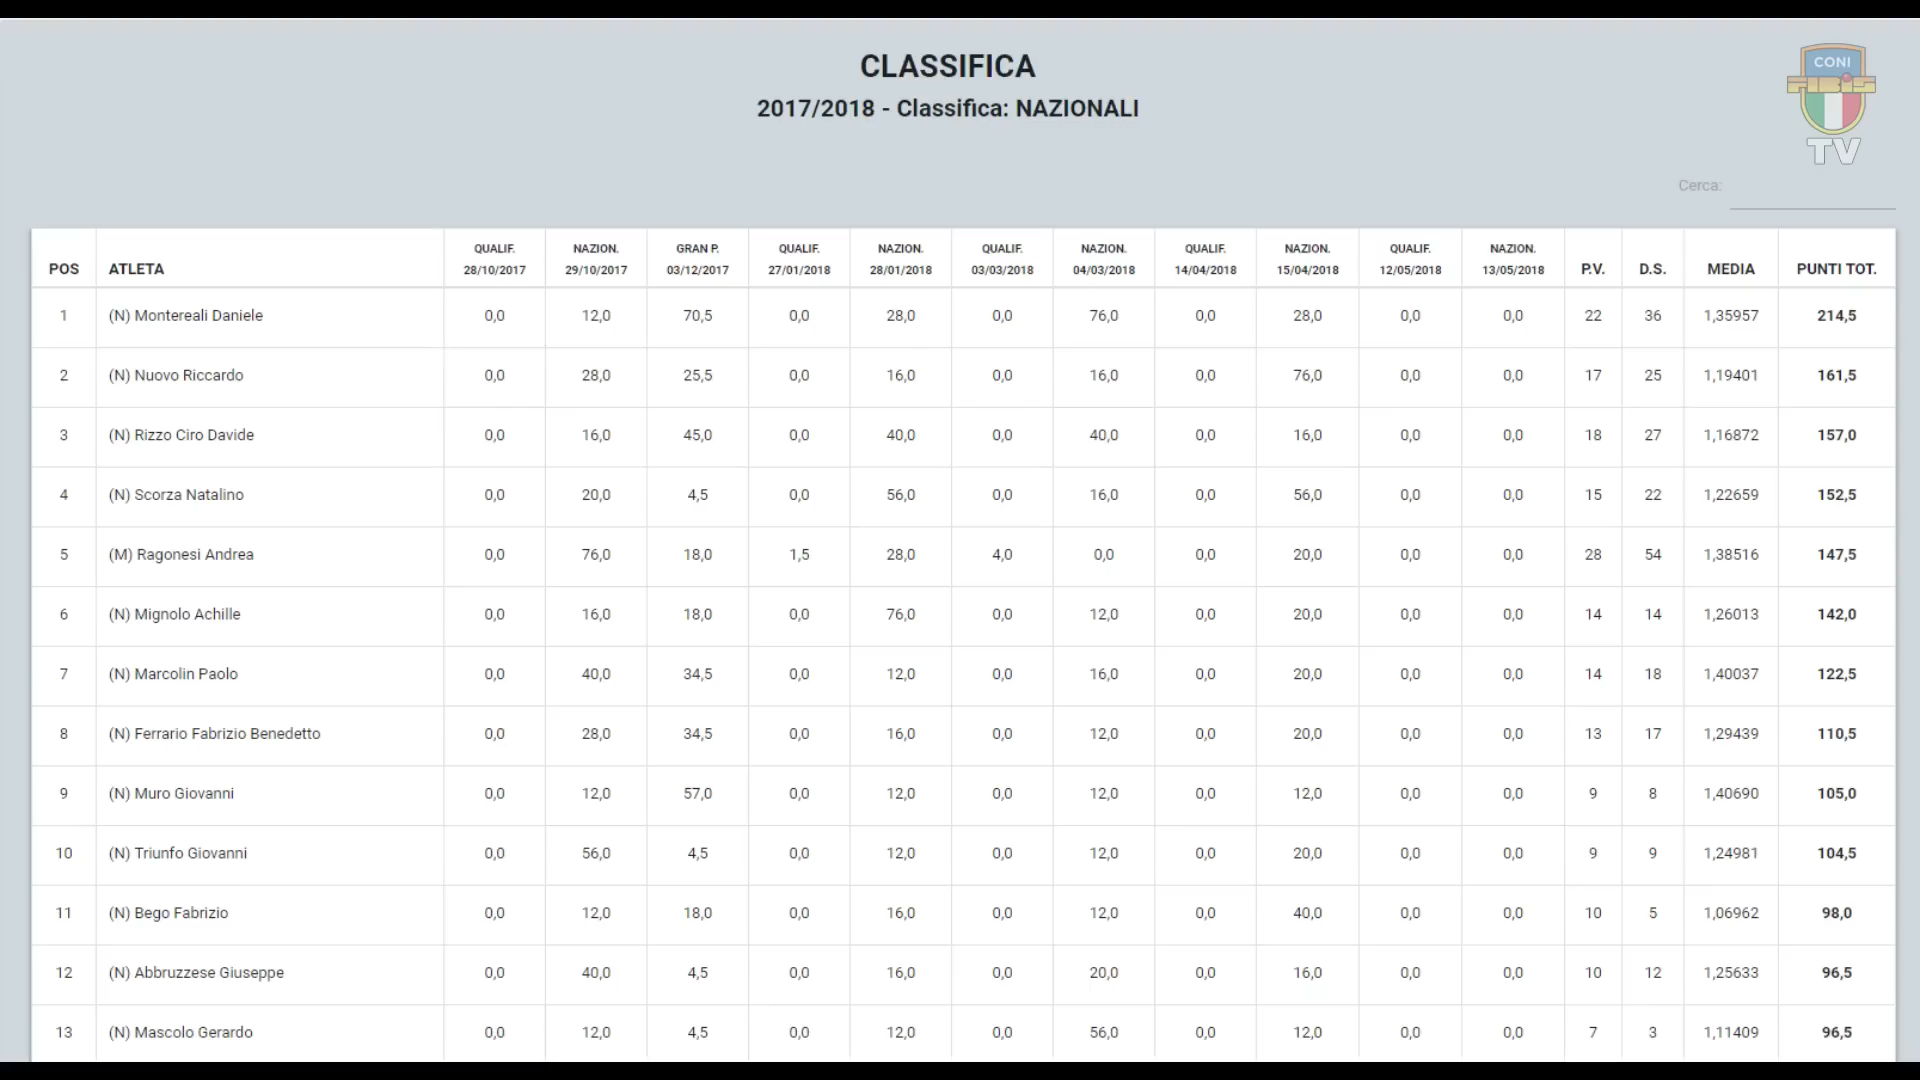 CLASSIFICA
2017/2018 - Classifica: NAZIONALI
CONI
FIBIS
TV
Cerca:
POS ATLETA QUALIF. 28/10/2017 NAZION. 29/10/2017 GRAN P. 03/12/2017 QUALIF. 27/01/2018 NAZION. 28/01/2018 QUALIF. 03/03/2018 NAZION. 04/03/2018 QUALIF. 14/04/2018 NAZION. 15/04/2018 QUALIF. 12/05/2018 NAZION. 13/05/2018 P.V. D.S. MEDIA PUNTI TOT.
1 (N) Montereali Daniele 0,0 12,0 70,5 0,0 28,0 0,0 76,0 0,0 28,0 0,0 0,0 22 36 1,35957 214,5
2 (N) Nuovo Riccardo 0,0 28,0 25,5 0,0 16,0 0,0 16,0 0,0 76,0 0,0 0,0 17 25 1,19401 161,5
3 (N) Rizzo Ciro Davide 0,0 16,0 45,0 0,0 40,0 0,0 40,0 0,0 16,0 0,0 0,0 18 27 1,16872 157,0
4 (N) Scorza Natalino 0,0 20,0 4,5 0,0 56,0 0,0 16,0 0,0 56,0 0,0 0,0 15 22 1,22659 152,5
5 (M) Ragonesi Andrea 0,0 76,0 18,0 1,5 28,0 4,0 0,0 0,0 20,0 0,0 0,0 28 54 1,38516 147,5
6 (N) Mignolo Achille 0,0 16,0 18,0 0,0 76,0 0,0 12,0 0,0 20,0 0,0 0,0 14 14 1,26013 142,0
7 (N) Marcolin Paolo 0,0 40,0 34,5 0,0 12,0 0,0 16,0 0,0 20,0 0,0 0,0 14 18 1,40037 122,5
8 (N) Ferrario Fabrizio Benedetto 0,0 28,0 34,5 0,0 16,0 0,0 12,0 0,0 20,0 0,0 0,0 13 17 1,29439 110,5
9 (N) Muro Giovanni 0,0 12,0 57,0 0,0 12,0 0,0 12,0 0,0 12,0 0,0 0,0 9 8 1,40690 105,0
10 (N) Triunfo Giovanni 0,0 56,0 4,5 0,0 12,0 0,0 12,0 0,0 20,0 0,0 0,0 9 9 1,24981 104,5
11 (N) Bego Fabrizio 0,0 12,0 18,0 0,0 16,0 0,0 12,0 0,0 40,0 0,0 0,0 10 5 1,06962 98,0
12 (N) Abbruzzese Giuseppe 0,0 40,0 4,5 0,0 16,0 0,0 20,0 0,0 16,0 0,0 0,0 10 12 1,25633 96,5
13 (N) Mascolo Gerardo 0,0 12,0 4,5 0,0 12,0 0,0 56,0 0,0 12,0 0,0 0,0 7 3 1,11409 96,5